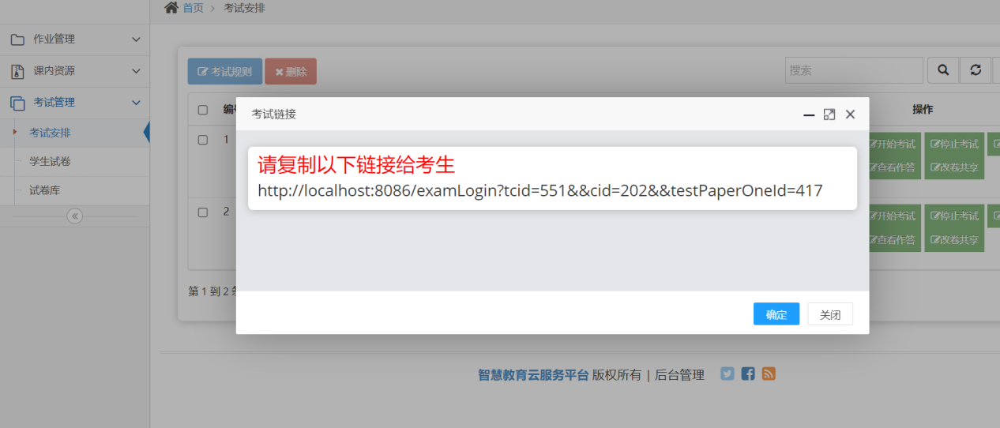 首页 > 考试安排
作业管理
课内资源
考试管理
考试安排
学生试卷
试卷库
考试规则
删除
搜索
编
操作
考试链接
请复制以下链接给考生
http://localhost:8086/examLogin?tcid=551&&cid=202&&testPaperOneId=417
1
开始考试 停止考试
查看作答 改卷共享
2
开始考试 停止考试
查看作答 改卷共享
第 1 到 2
确定 关闭
智慧教育云服务平台 版权所有 | 后台管理